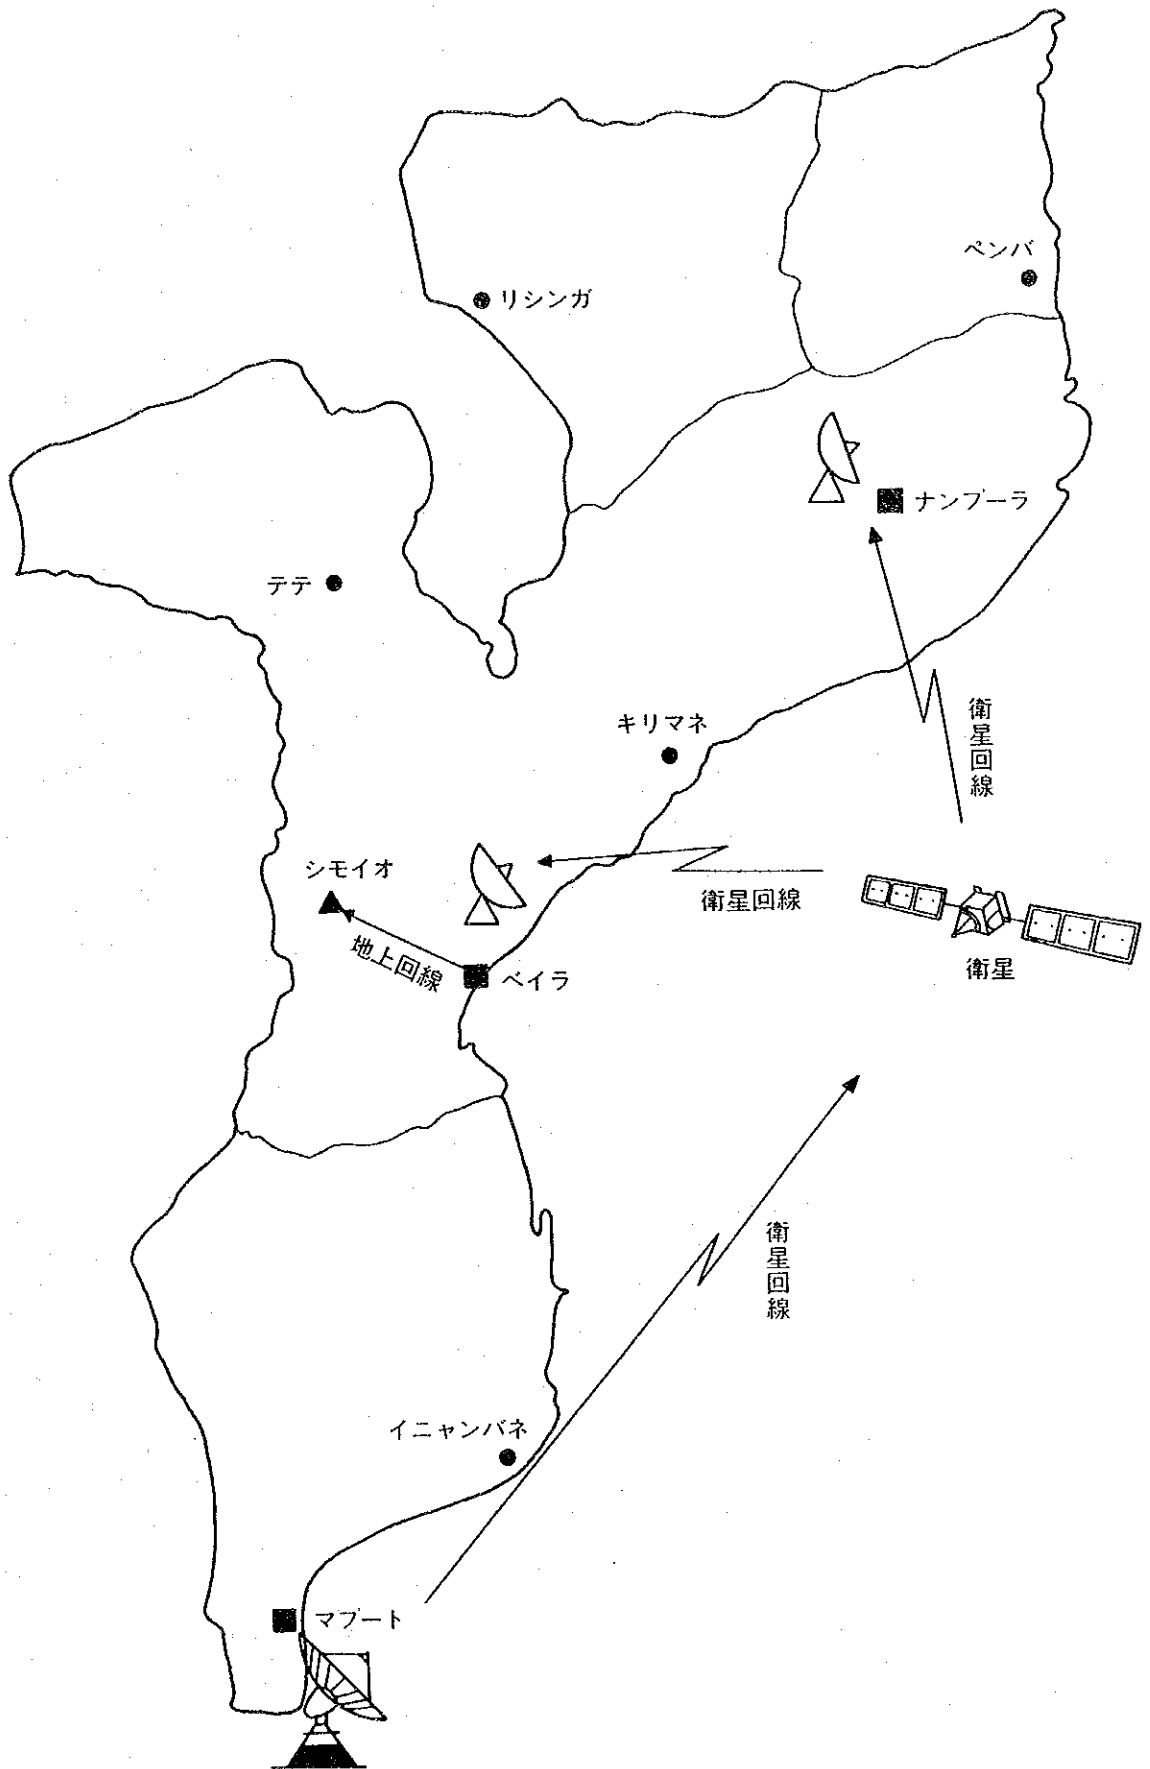 ペンバ
リシンガ
ナンプーラ
テテ
衛星回線
キリマネ
シモイオ
衛星回線
地上回線
ベイラ
衛星
衛星回線
イニャンバネ
マプート